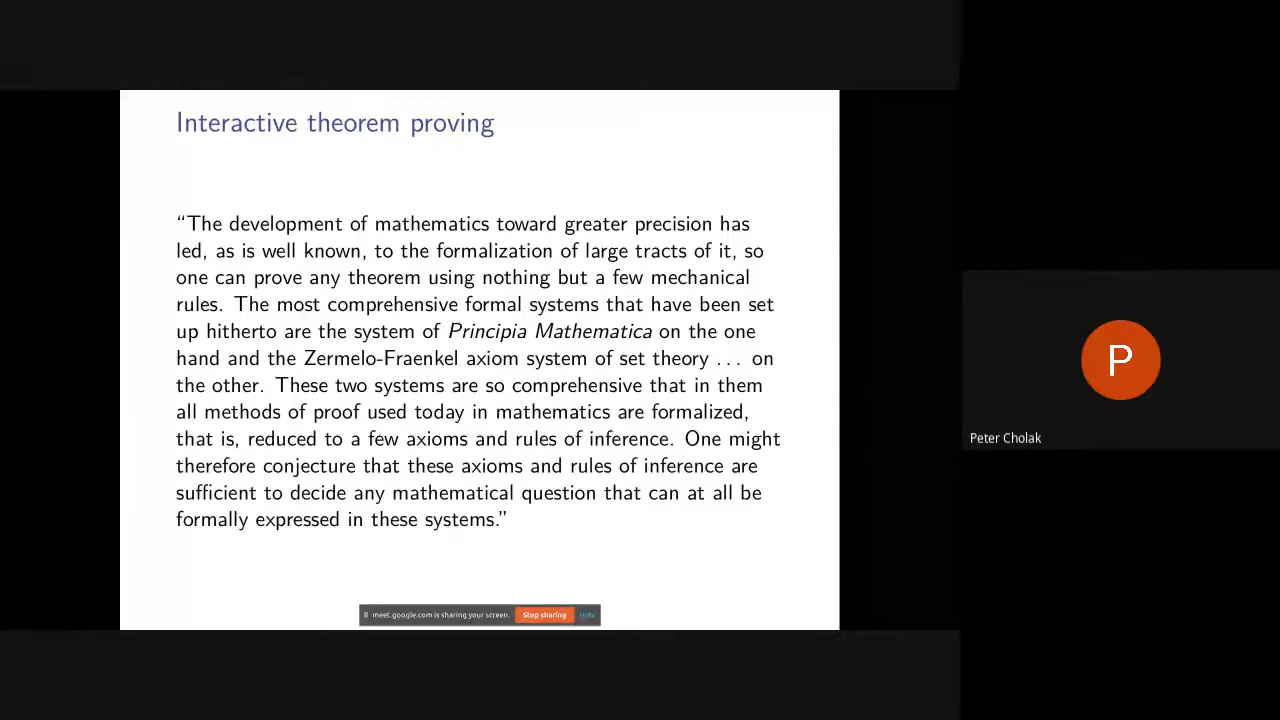 Interactive theorem proving
“The development of mathematics toward greater precision has
led, as is well known, to the formalization of large tracts of it, so
one can prove any theorem using nothing but a few mechanical
rules. The most comprehensive formal systems that have been set
up hitherto are the system of Principia Mathematica on the one
hand and the Zermelo-Fraenkel axiom system of set theory . . . on
the other. These two systems are so comprehensive that in them
all methods of proof used today in mathematics are formalized,
that is, reduced to a few axioms and rules of inference. One might
therefore conjecture that these axioms and rules of inference are
sufficient to decide any mathematical question that can at all be
formally expressed in these systems.”
meet.google.com is sharing your screen. Stop sharing
P
Peter Cholak